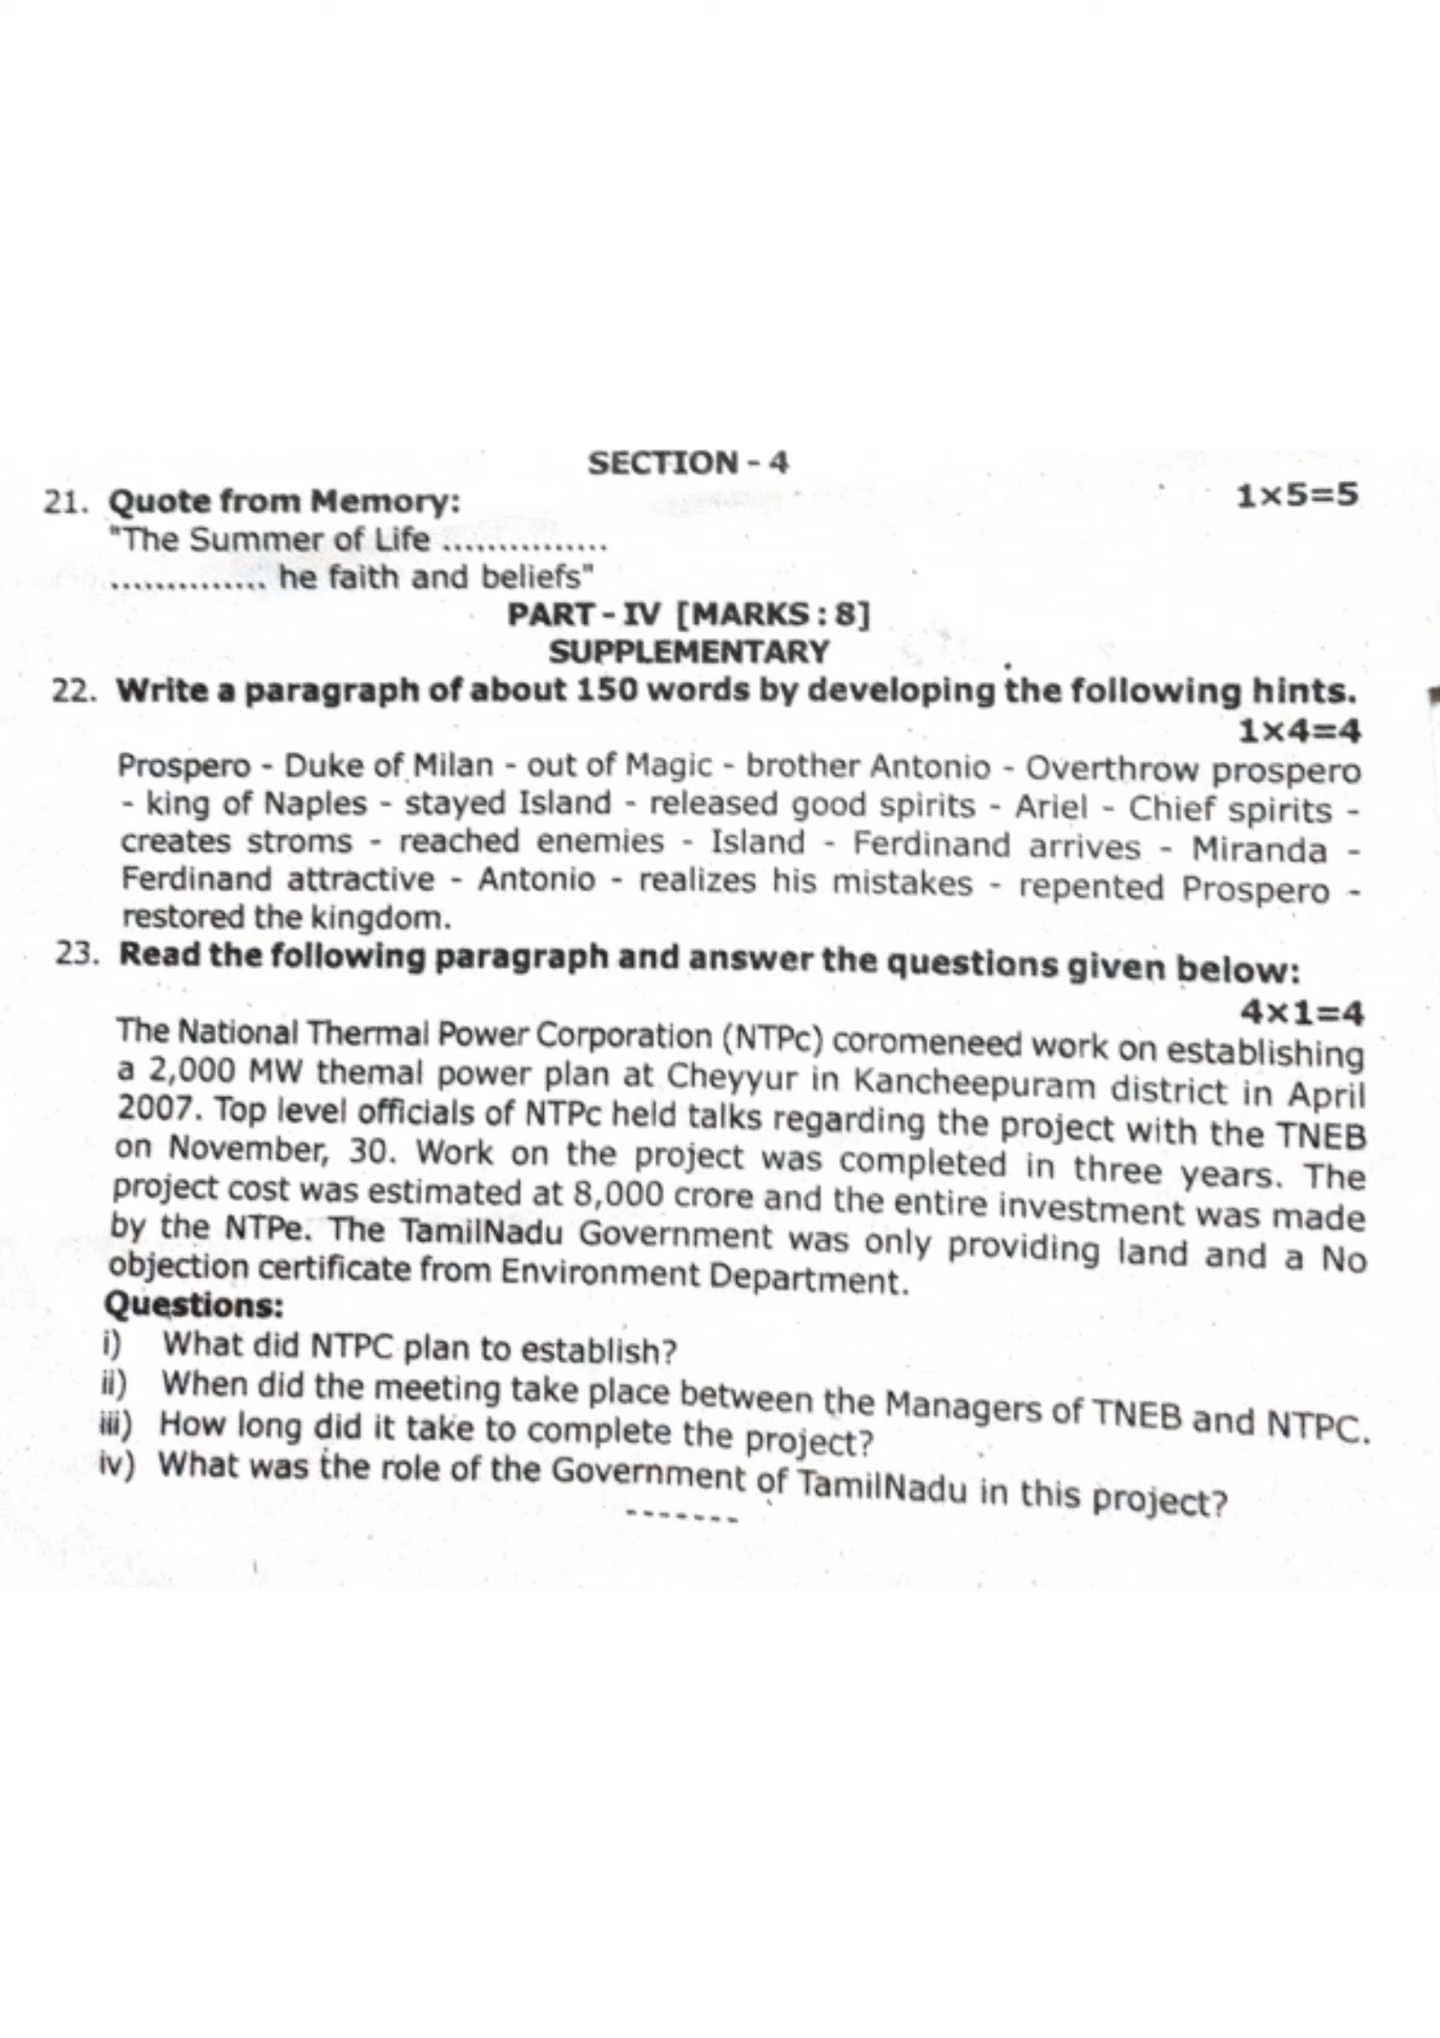 SECTION - 4
21. Quote from Memory: 1×5=5
"The Summer of Life ...............
.............. he faith and beliefs"
PART - IV [MARKS : 8]
SUPPLEMENTARY
22. Write a paragraph of about 150 words by developing the following hints.
1×4=4
Prospero - Duke of Milan - out of Magic - brother Antonio - Overthrow prospero
- king of Naples - stayed Island - released good spirits - Ariel - Chief spirits -
creates stroms - reached enemies - Island - Ferdinand arrives - Miranda -
Ferdinand attractive - Antonio - realizes his mistakes - repented Prospero -
restored the kingdom.
23. Read the following paragraph and answer the questions given below:
4×1=4
The National Thermal Power Corporation (NTPc) coromeneed work on establishing
a 2,000 MW themal power plan at Cheyyur in Kancheepuram district in April
2007. Top level officials of NTPc held talks regarding the project with the TNEB
on November, 30. Work on the project was completed in three years. The
project cost was estimated at 8,000 crore and the entire investment was made
by the NTPe. The TamilNadu Government was only providing land and a No
objection certificate from Environment Department.
Questions:
i) What did NTPC plan to establish?
ii) When did the meeting take place between the Managers of TNEB and NTPC.
iii) How long did it take to complete the project?
iv) What was the role of the Government of TamilNadu in this project?
-------